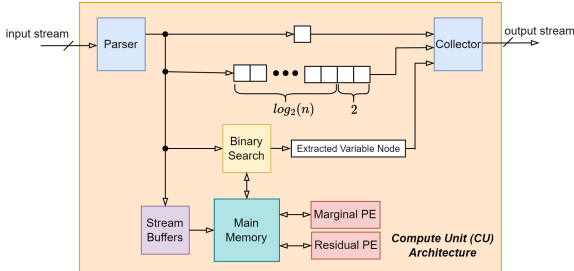 input stream
output stream
Parser
Collector
log₂(n)
2
Binary
Search
Extracted Variable Node
Stream
Buffers
Main
Memory
Marginal PE
Residual PE
Compute Unit (CU)
Architecture